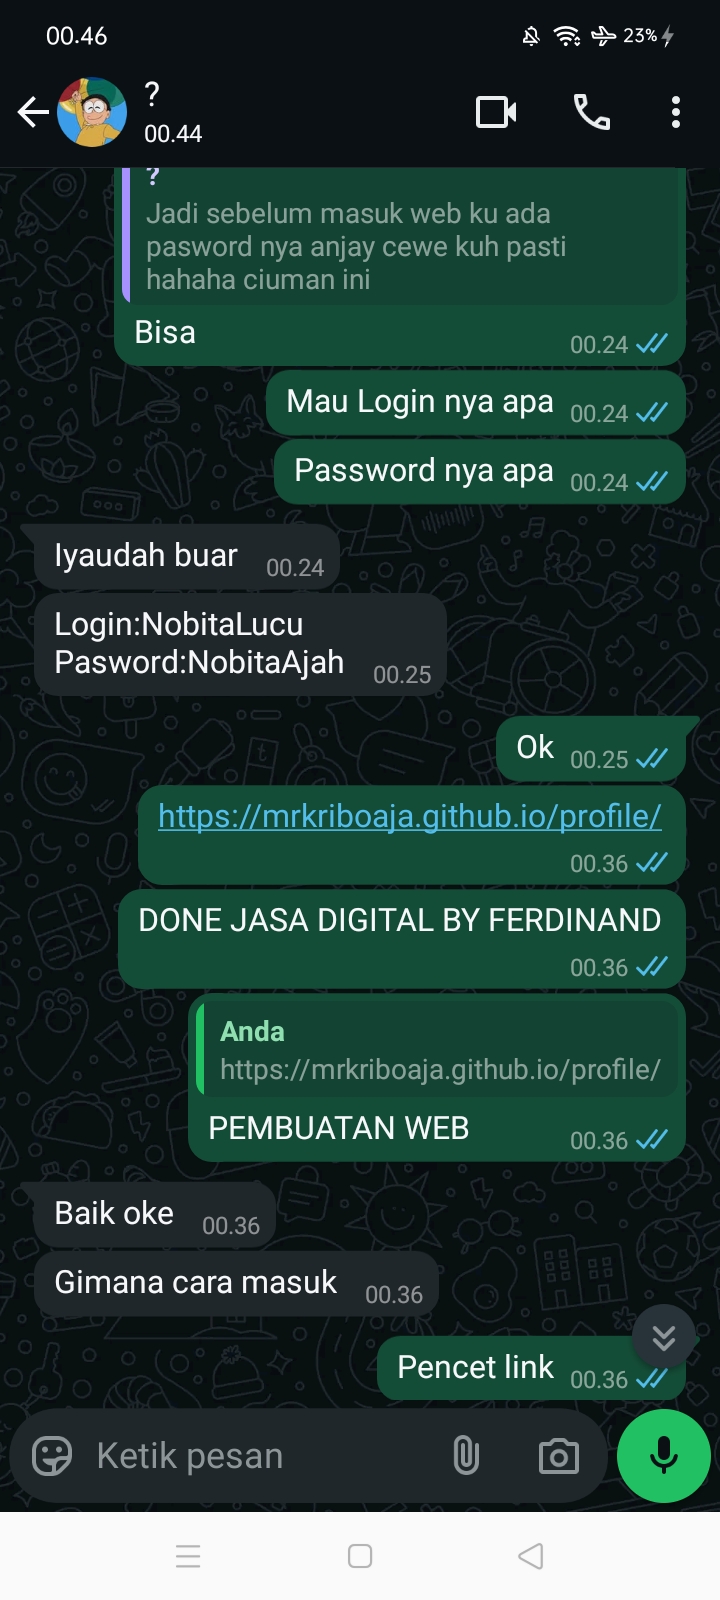 00.46
23%
?
00.44
?
Jadi sebelum masuk web ku ada
pasword nya anjay cewe kuh pasti
hahaha ciuman ini
Bisa
00.24
Mau Login nya apa
00.24
Password nya apa
00.24
Iyaudah buar
00.24
Login:NobitaLucu
Pasword:NobitaAjah
00.25
Ok
00.25
https://mrkriboaja.github.io/profile/
00.36
DONE JASA DIGITAL BY FERDINAND
00.36
Anda
https://mrkriboaja.github.io/profile/
PEMBUATAN WEB
00.36
Baik oke
00.36
Gimana cara masuk
00.36
Pencet link
00.36
Ketik pesan